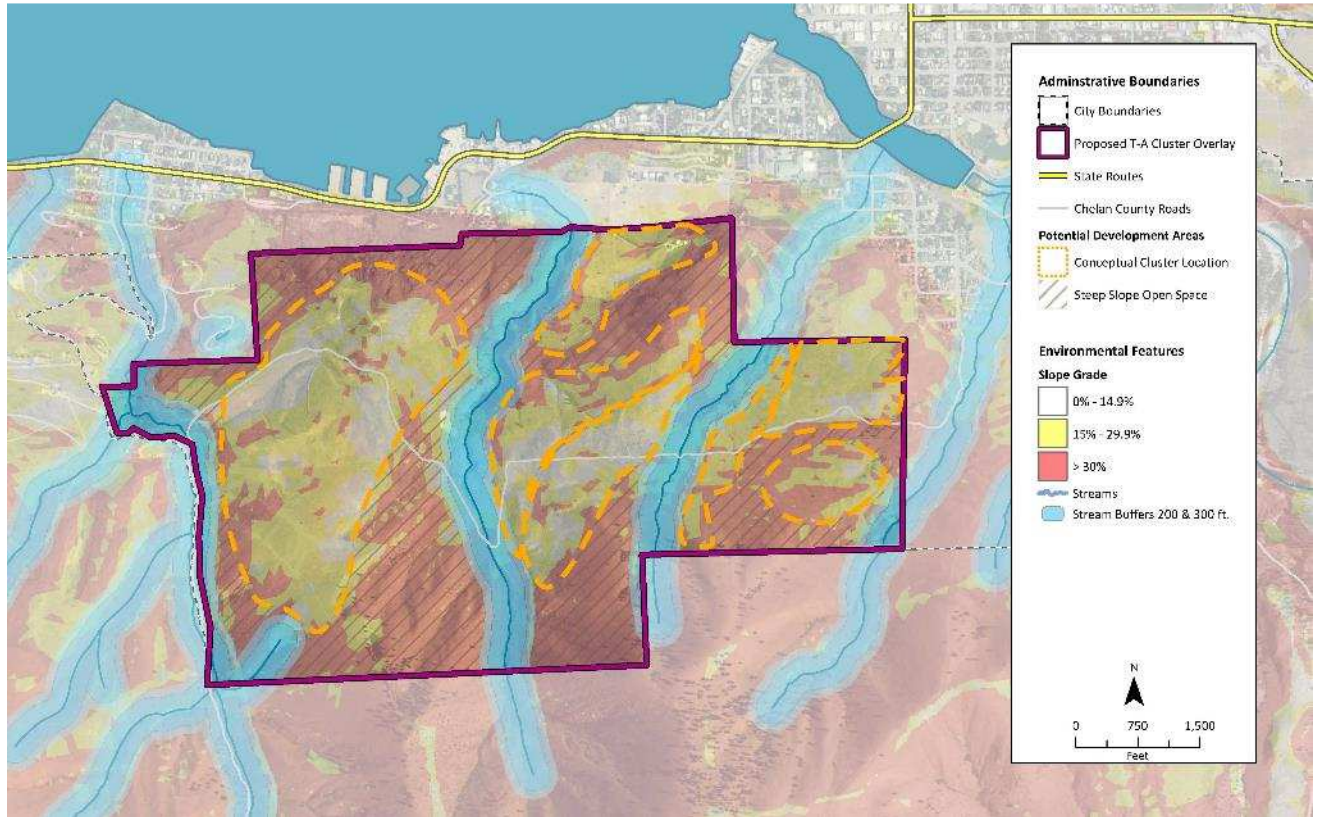 Adminstrative Boundaries
City Boundaries
Proposed T-A Cluster Overlay
State Routes
Chelan County Roads
Potential Development Areas
Conceptual Cluster Location
Steep Slope Open Space
Environmental Features
Slope Grade
0% - 14.9%
15% - 29.9%
> 30%
Streams
Stream Buffers 200 & 300 ft.
N
0 750 1,500
Feet